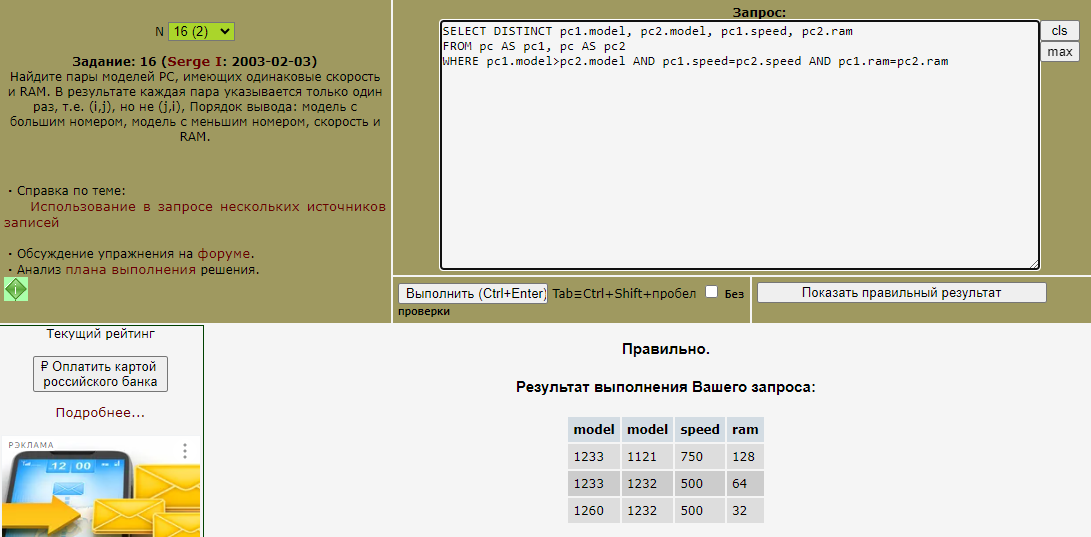 N 16 (2)
Задание: 16 (Serge I: 2003-02-03)
Найдите пары моделей PC, имеющих одинаковые скорость
и RAM. В результате каждая пара указывается только один
раз, т.е. (i,j), но не (j,i), Порядок вывода: модель с
большим номером, модель с меньшим номером, скорость и
RAM.
· Справка по теме:
Использование в запросе нескольких источников
записей
· Обсуждение упражнения на форуме.
· Анализ плана выполнения решения.
i
Запрос:
SELECT DISTINCT pc1.model, pc2.model, pc1.speed, pc2.ram
FROM pc AS pc1, pc AS pc2
WHERE pc1.model>pc2.model AND pc1.speed=pc2.speed AND pc1.ram=pc2.ram
cls
max
Выполнить (Ctrl+Enter) Tab≡Ctrl+Shift+пробел Без
проверки
Показать правильный результат
Текущий рейтинг
₽ Оплатить картой
российского банка
Подробнее...
РЭКЛАМА
12 00
Правильно.
Результат выполнения Вашего запроса:
model model speed ram
1233 1121 750 128
1233 1232 500 64
1260 1232 500 32